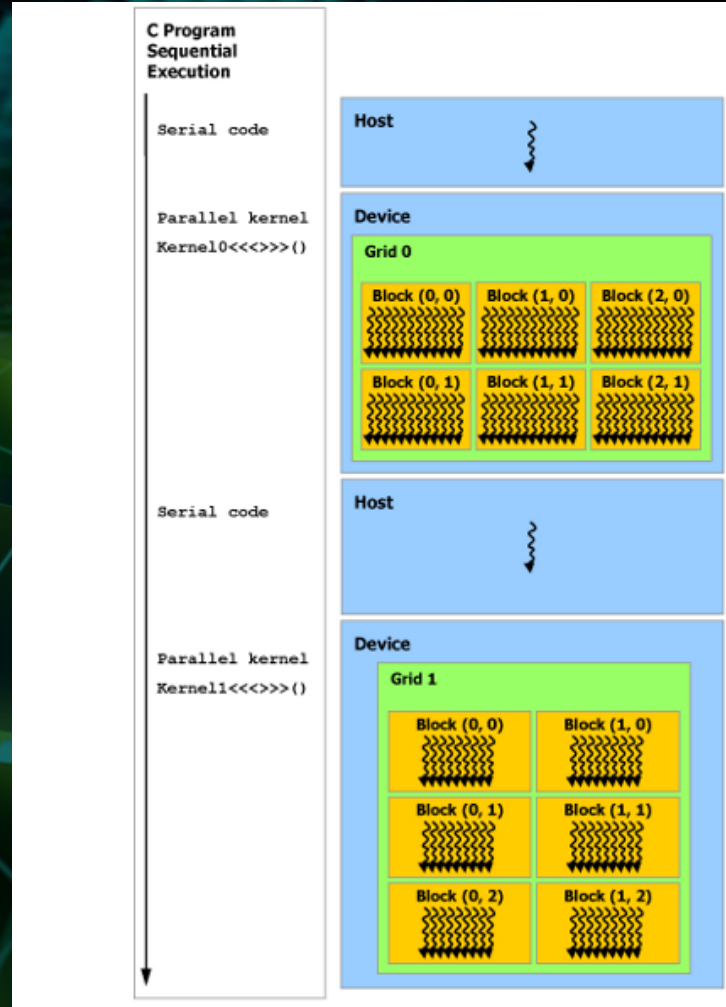 C Program
Sequential
Execution
Serial code
Host
Parallel kernel
Kernel0<<<>>>()
Device
Grid 0
Block (0, 0) Block (1, 0) Block (2, 0)
Block (0, 1) Block (1, 1) Block (2, 1)
Serial code
Host
Parallel kernel
Kernel1<<<>>>()
Device
Grid 1
Block (0, 0) Block (1, 0)
Block (0, 1) Block (1, 1)
Block (0, 2) Block (1, 2)